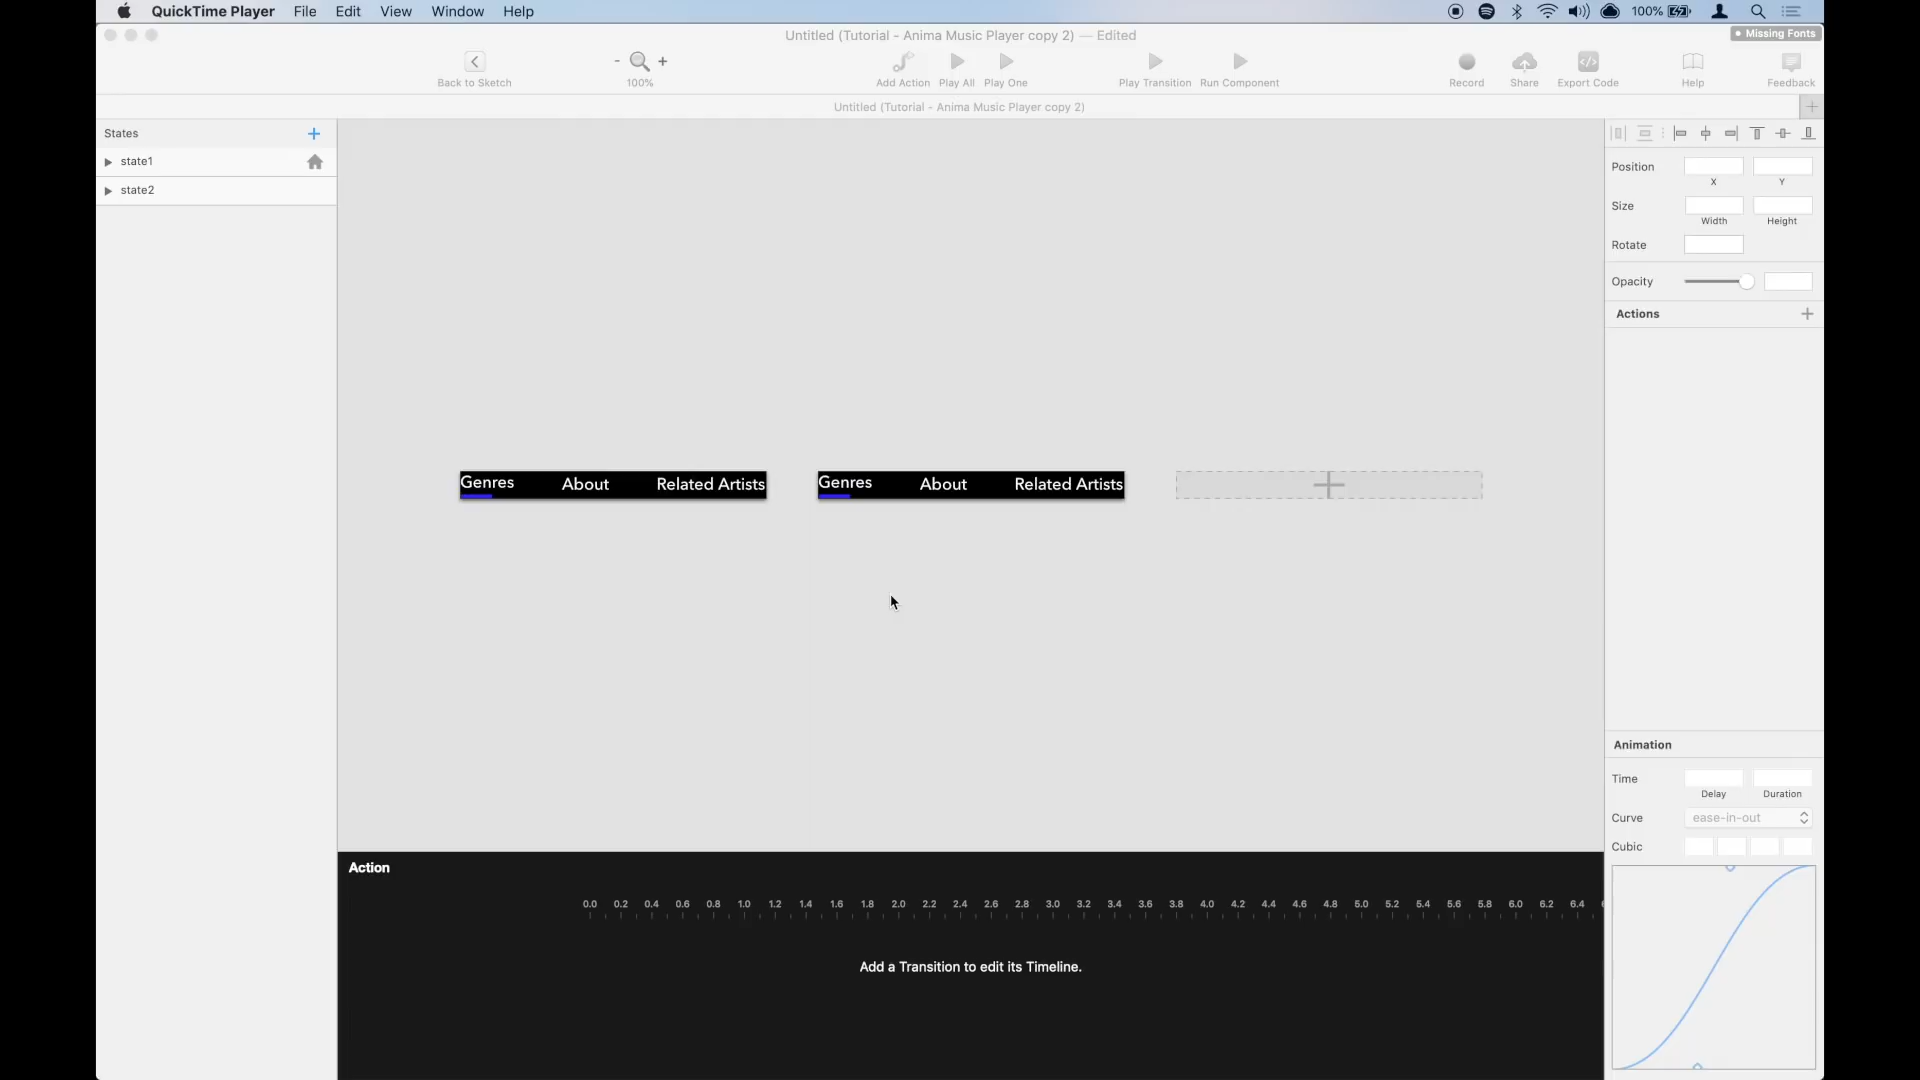 QuickTime Player File Edit View Window Help 100%
Untitled (Tutorial - Anima Music Player copy 2) — Edited
Missing Fonts
Back to Sketch
- +
100%
Add Action Play All Play One Play Transition Run Component Record Share Export Code Help Feedback
Untitled (Tutorial - Anima Music Player copy 2)
States
state1
state2
Genres About Related Artists
Genres About Related Artists
Position
X Y
Size
Width Height
Rotate
Opacity
Actions
Animation
Time
Delay Duration
Curve ease-in-out
Cubic
Action
0.0 0.2 0.4 0.6 0.8 1.0 1.2 1.4 1.6 1.8 2.0 2.2 2.4 2.6 2.8 3.0 3.2 3.4 3.6 3.8 4.0 4.2 4.4 4.6 4.8 5.0 5.2 5.4 5.6 5.8 6.0 6.2 6.4
Add a Transition to edit its Timeline.